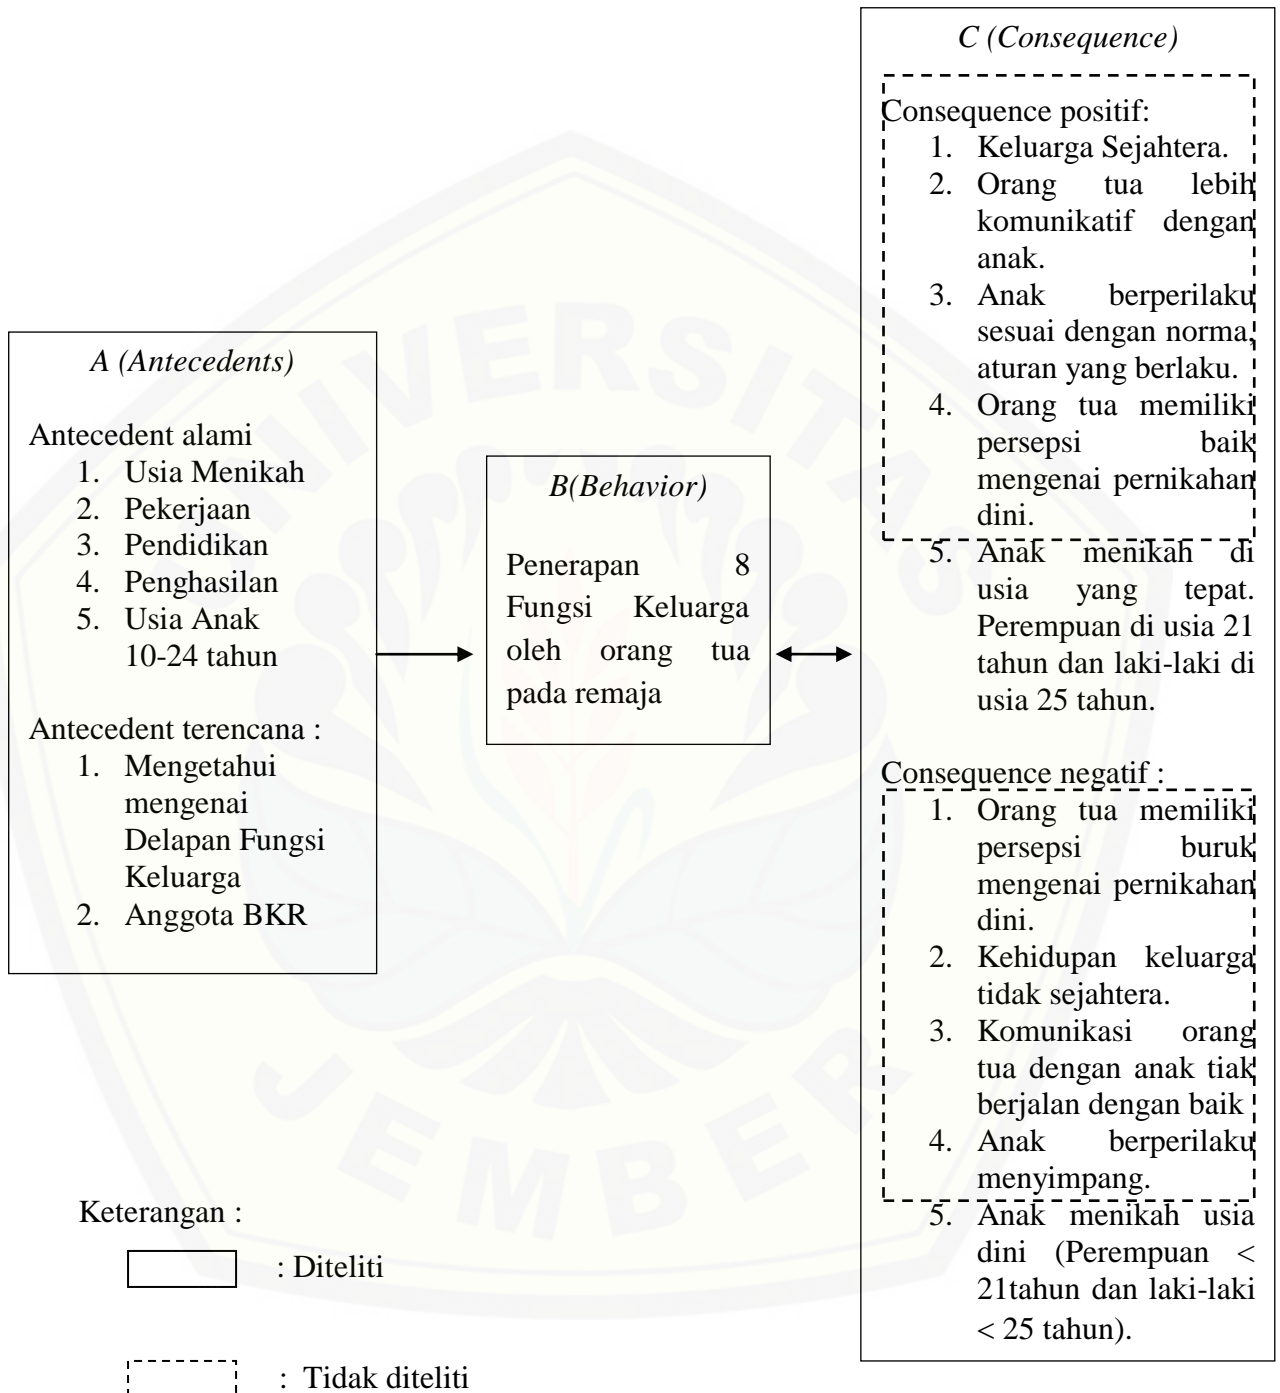 A (Antecedents)
Antecedent alami
1. Usia Menikah
2. Pekerjaan
3. Pendidikan
4. Penghasilan
5. Usia Anak
10-24 tahun
Antecedent terencana :
1. Mengetahui
mengenai
Delapan Fungsi
Keluarga
2. Anggota BKR
B(Behavior)
Penerapan 8
Fungsi Keluarga
oleh orang tua
pada remaja
C (Consequence)
Consequence positif:
1. Keluarga Sejahtera.
2. Orang tua lebih
komunikatif dengan
anak.
3. Anak berperilaku
sesuai dengan norma,
aturan yang berlaku.
4. Orang tua memiliki
persepsi baik
mengenai pernikahan
dini.
5. Anak menikah di
usia yang tepat.
Perempuan di usia 21
tahun dan laki-laki di
usia 25 tahun.
Consequence negatif :
1. Orang tua memiliki
persepsi buruk
mengenai pernikahan
dini.
2. Kehidupan keluarga
tidak sejahtera.
3. Komunikasi orang
tua dengan anak tiak
berjalan dengan baik
4. Anak berperilaku
menyimpang.
5. Anak menikah usia
dini (Perempuan <
21tahun dan laki-laki
< 25 tahun).
Keterangan :
: Diteliti
: Tidak diteliti
UNIVERSITAS
JEMBER